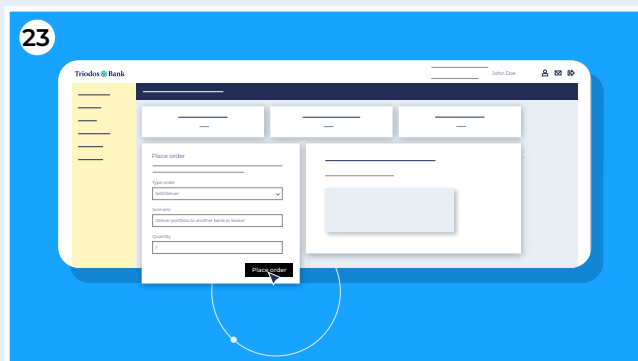 23
Triodos Bank
John Doe
Place order
Type order
Sell/Deliver
Scenario
Deliver portfolio to another bank or broker
Quantity
1
Place order